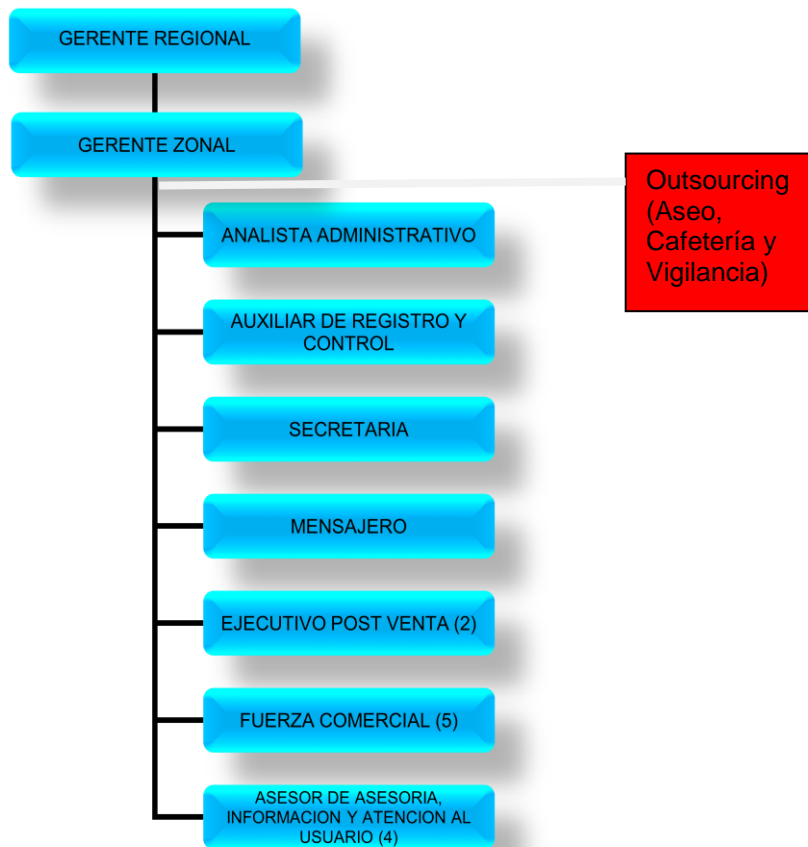 GERENTE REGIONAL
GERENTE ZONAL
Outsourcing
(Aseo,
Cafetería y
Vigilancia)
ANALISTA ADMINISTRATIVO
AUXILIAR DE REGISTRO Y
CONTROL
SECRETARIA
MENSAJERO
EJECUTIVO POST VENTA (2)
FUERZA COMERCIAL (5)
ASESOR DE ASESORIA,
INFORMACION Y ATENCION AL
USUARIO (4)